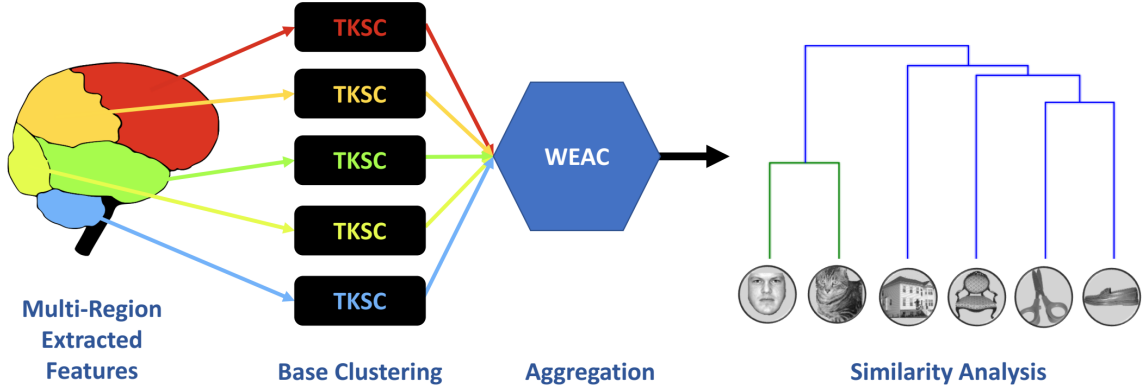 TKSC
TKSC
TKSC
TKSC
TKSC
WEAC
Multi-Region
Extracted
Features
Base Clustering
Aggregation
Similarity Analysis